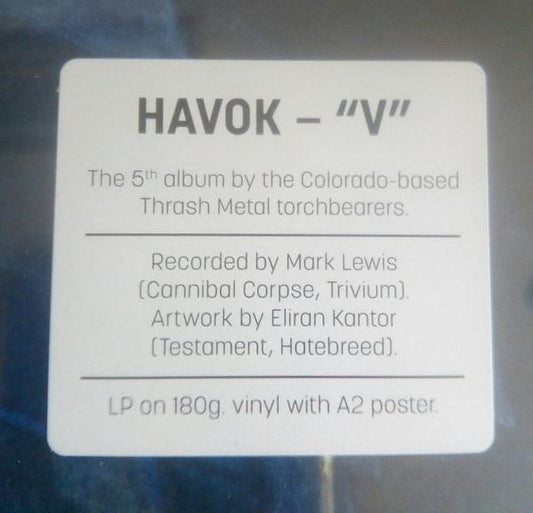 HAVOK – “V”
The 5th album by the Colorado-based
Thrash Metal torchbearers.
Recorded by Mark Lewis
(Cannibal Corpse, Trivium).
Artwork by Eliran Kantor
(Testament, Hatebreed).
LP on 180g. vinyl with A2 poster.